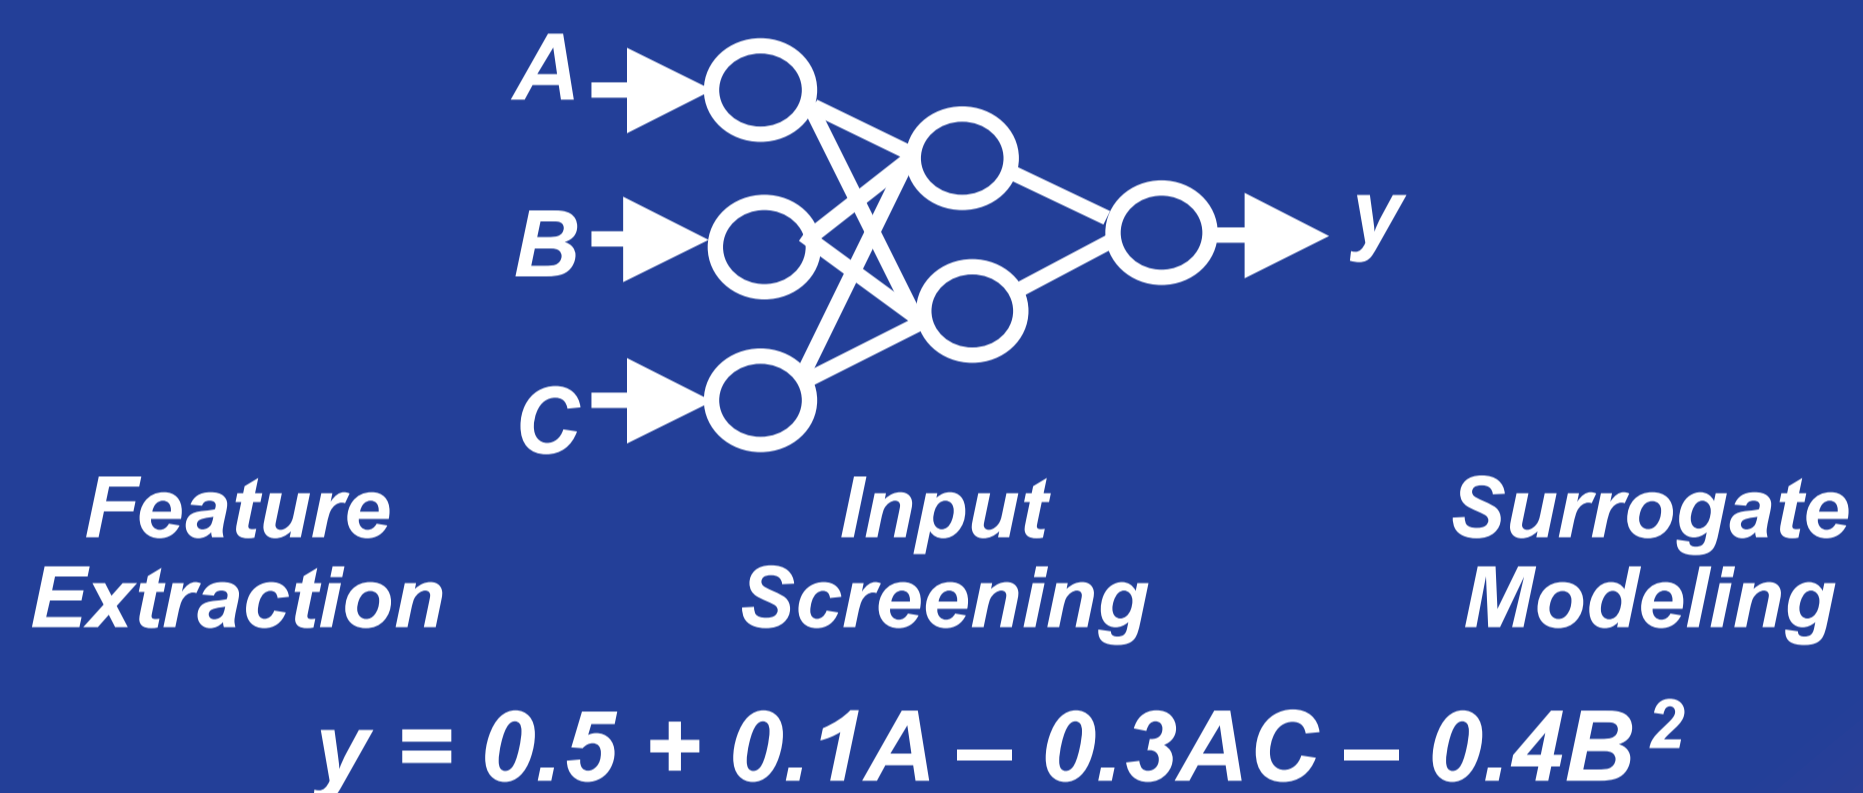 A
B
C
y
Feature
Extraction
Input
Screening
Surrogate
Modeling
y = 0.5 + 0.1A – 0.3AC – 0.4B²